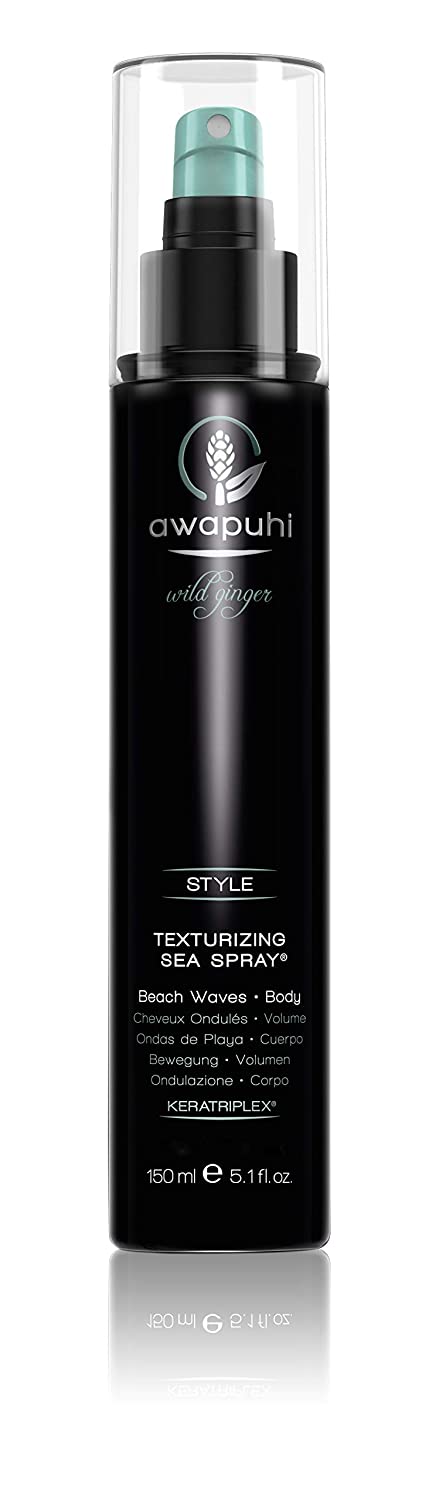 awapuhi
wild ginger
STYLE
TEXTURIZING
SEA SPRAY®
Beach Waves • Body
Cheveux Ondulés • Volume
Ondas de Playa • Cuerpo
Bewegung • Volumen
Ondulazione • Corpo
KERATRIPLEX®
150 ml ℮ 5.1 fl. oz.